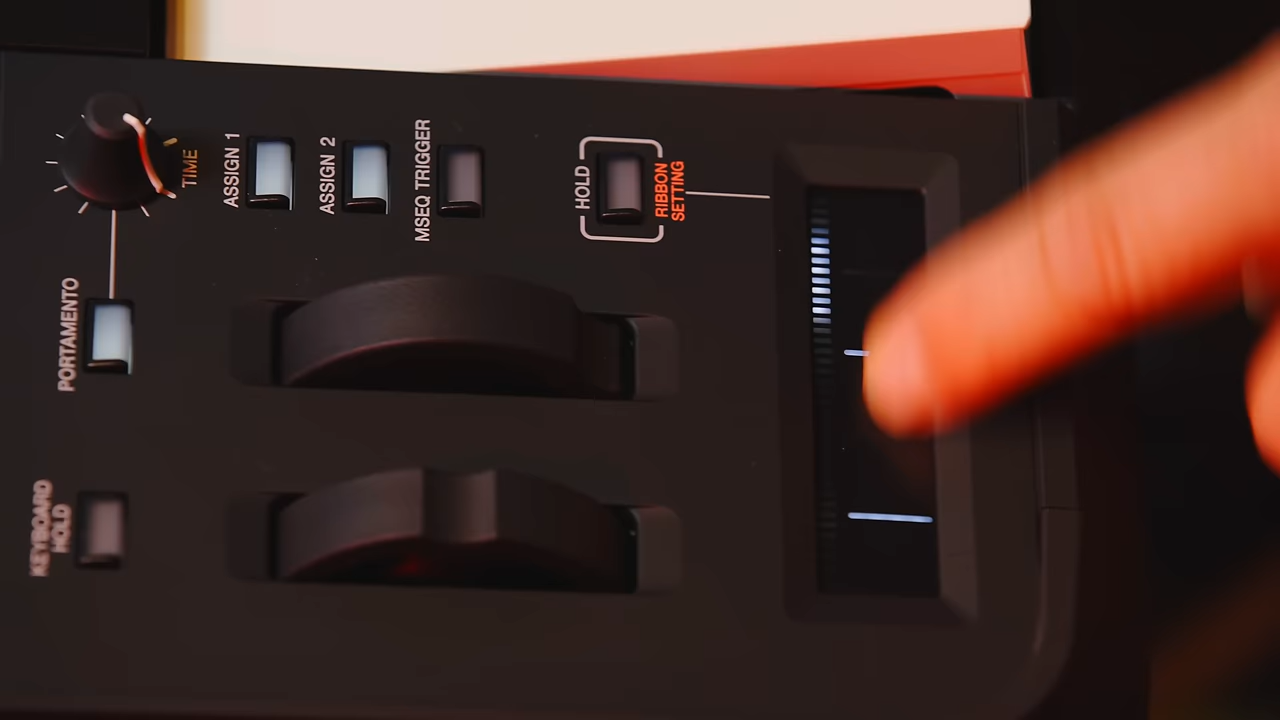 TIME
ASSIGN 1
ASSIGN 2
MSEQ TRIGGER
HOLD
RIBBON
SETTING
PORTAMENTO
KEYBOARD
HOLD